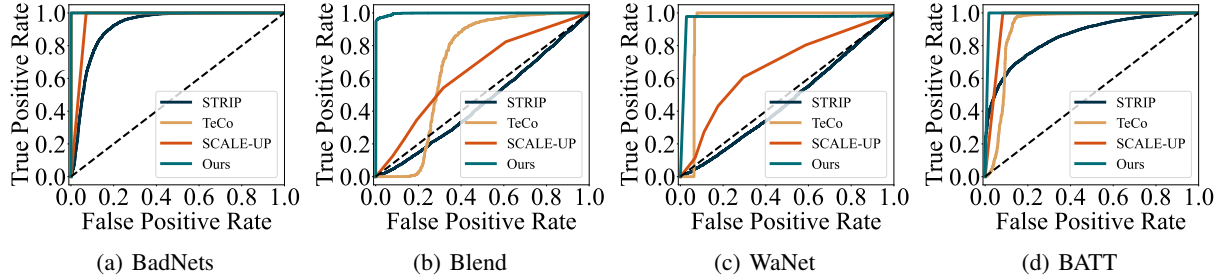 True Positive Rate
1.0
0.8
0.6
0.4
0.2
0.0
STRIP
TeCo
SCALE-UP
Ours
0.0 0.2 0.4 0.6 0.8 1.0
False Positive Rate
(a) BadNets
True Positive Rate
1.0
0.8
0.6
0.4
0.2
0.0
STRIP
TeCo
SCALE-UP
Ours
0.0 0.2 0.4 0.6 0.8 1.0
False Positive Rate
(b) Blend
True Positive Rate
1.0
0.8
0.6
0.4
0.2
0.0
STRIP
TeCo
SCALE-UP
Ours
0.0 0.2 0.4 0.6 0.8 1.0
False Positive Rate
(c) WaNet
True Positive Rate
1.0
0.8
0.6
0.4
0.2
0.0
STRIP
TeCo
SCALE-UP
Ours
0.0 0.2 0.4 0.6 0.8 1.0
False Positive Rate
(d) BATT